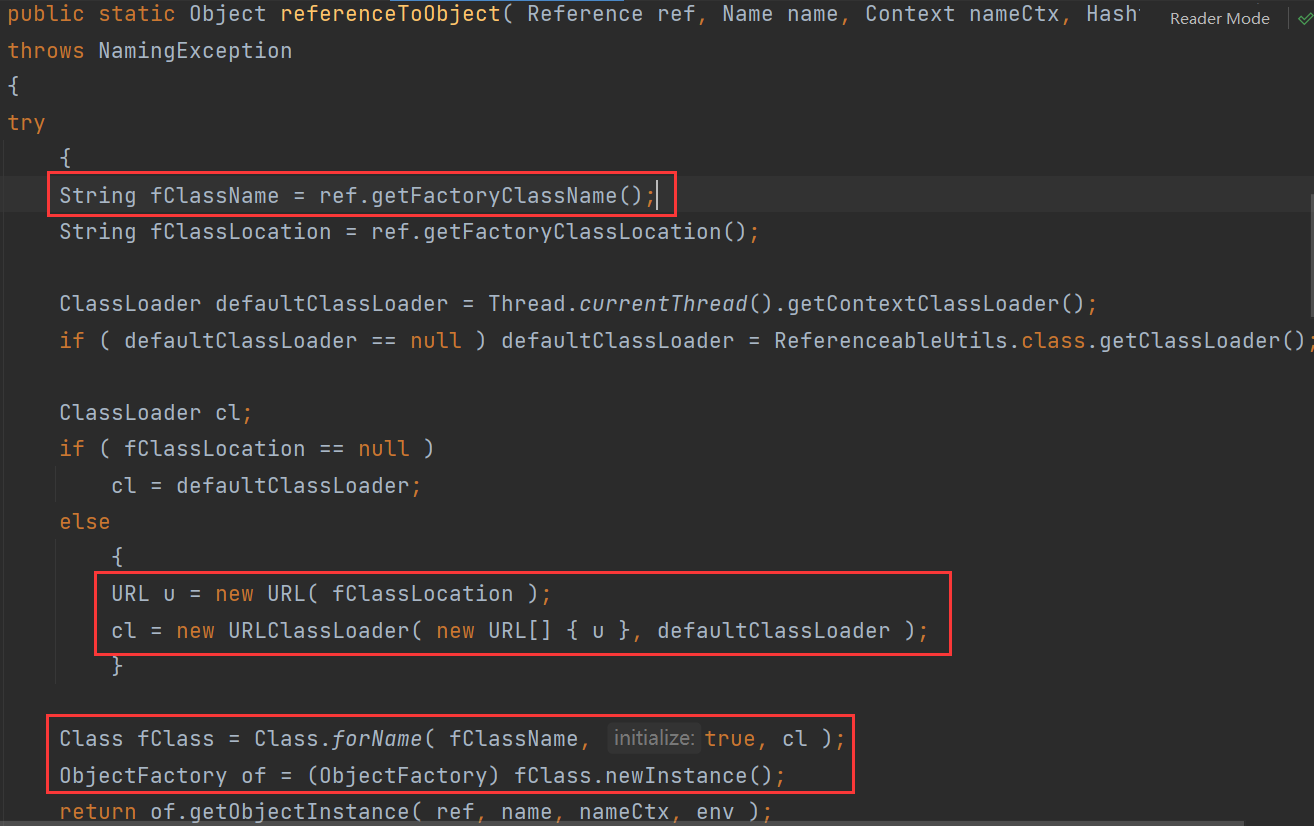 public static Object referenceToObject( Reference ref, Name name, Context nameCtx, Hash
Reader Mode
throws NamingException
{
try
{
String fClassName = ref.getFactoryClassName();
String fClassLocation = ref.getFactoryClassLocation();
ClassLoader defaultClassLoader = Thread.currentThread().getContextClassLoader();
if ( defaultClassLoader == null ) defaultClassLoader = ReferenceableUtils.class.getClassLoader();
ClassLoader cl;
if ( fClassLocation == null )
cl = defaultClassLoader;
else
{
URL u = new URL( fClassLocation );
cl = new URLClassLoader( new URL[] { u }, defaultClassLoader );
}
Class fClass = Class.forName( fClassName, initialize: true, cl );
ObjectFactory of = (ObjectFactory) fClass.newInstance();
return of.getObjectInstance( ref, name, nameCtx, env );